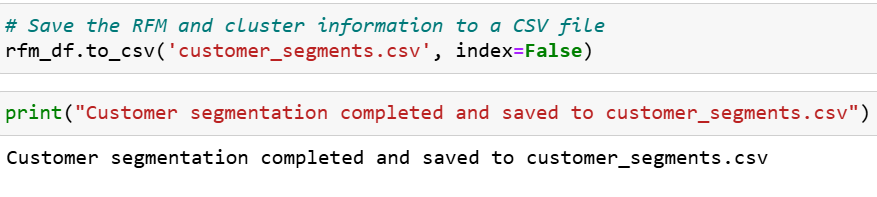 # Save the RFM and cluster information to a CSV file
rfm_df.to_csv('customer_segments.csv', index=False)
print("Customer segmentation completed and saved to customer_segments.csv")
Customer segmentation completed and saved to customer_segments.csv